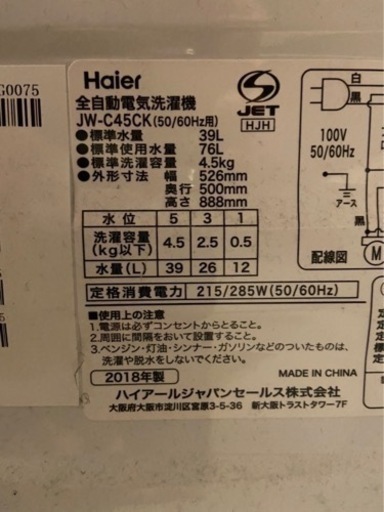 G0075
Haier
全自動電気洗濯機
JW-C45CK(50/60Hz用)
JET
HJH
●標準水量 39L
●標準使用水量 76L
●標準洗濯容量 4.5kg
●外形寸法 幅 526mm
奥行 500mm
高さ 888mm
白
黒
100V
50/60Hz
アース
黒
M
配線図
水位 5 3 1
洗濯容量(kg以下) 4.5 2.5 0.5
水量(L) 39 26 12
定格消費電力 215/285W(50/60Hz)
■使用上の注意
1.電源は必ずコンセントからとること。
2.周囲に間隔をおいて設置すること。
3.ベンジン・灯油・シンナー・ガソリンなどのついたものは、
洗濯や脱水をしないでください。
2018年製
MADE IN CHINA
ハイアールジャパンセールス株式会社
大阪府大阪市淀川区宮原3-5-36 新大阪トラストタワー7F